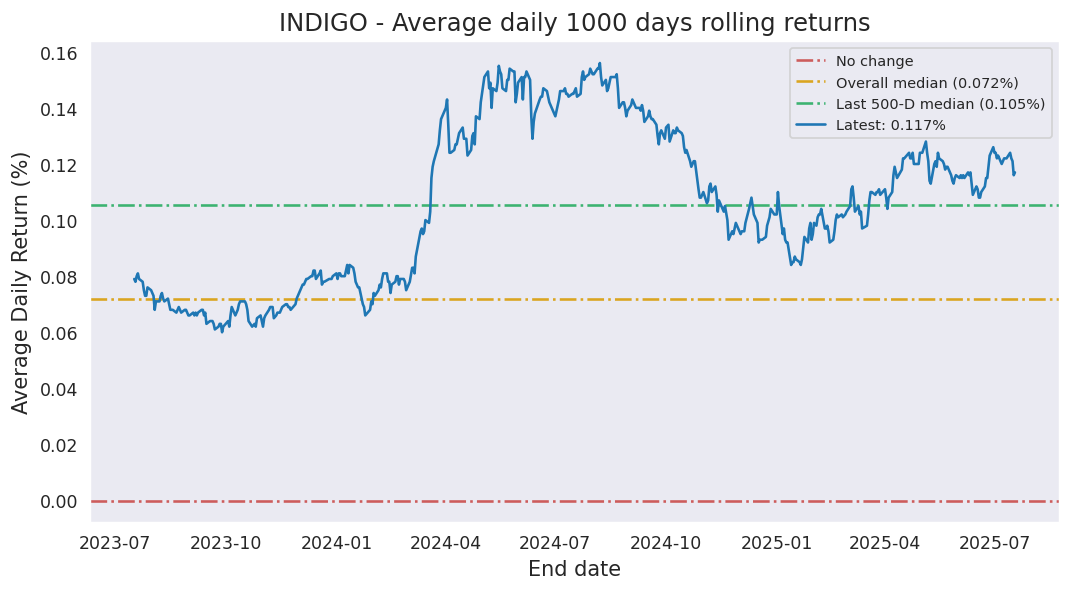 INDIGO - Average daily 1000 days rolling returns
Average Daily Return (%)
0.16
0.14
0.12
0.10
0.08
0.06
0.04
0.02
0.00
No change
Overall median (0.072%)
Last 500-D median (0.105%)
Latest: 0.117%
2023-07 2023-10 2024-01 2024-04 2024-07 2024-10 2025-01 2025-04 2025-07
End date